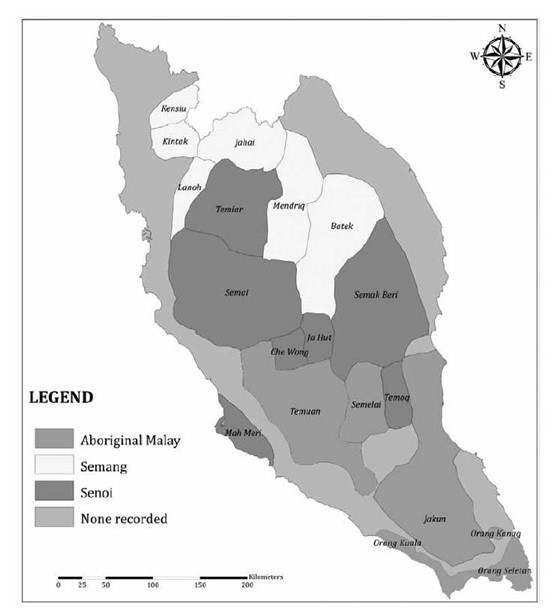 N
W E
S
Kensiu
Kintak
Jahai
Lanoh
Temiar
Mendriq
Batek
Semai
Semak Beri
Ja Hut
Che Wong
Temuan
Semelai
Temoq
Mah Meri
Jakun
Orang Kuala
Orang Kanaq
Orang Seletan
LEGEND
Aboriginal Malay
Semang
Senoi
None recorded
0 25 50 100 150 200 Kilometers